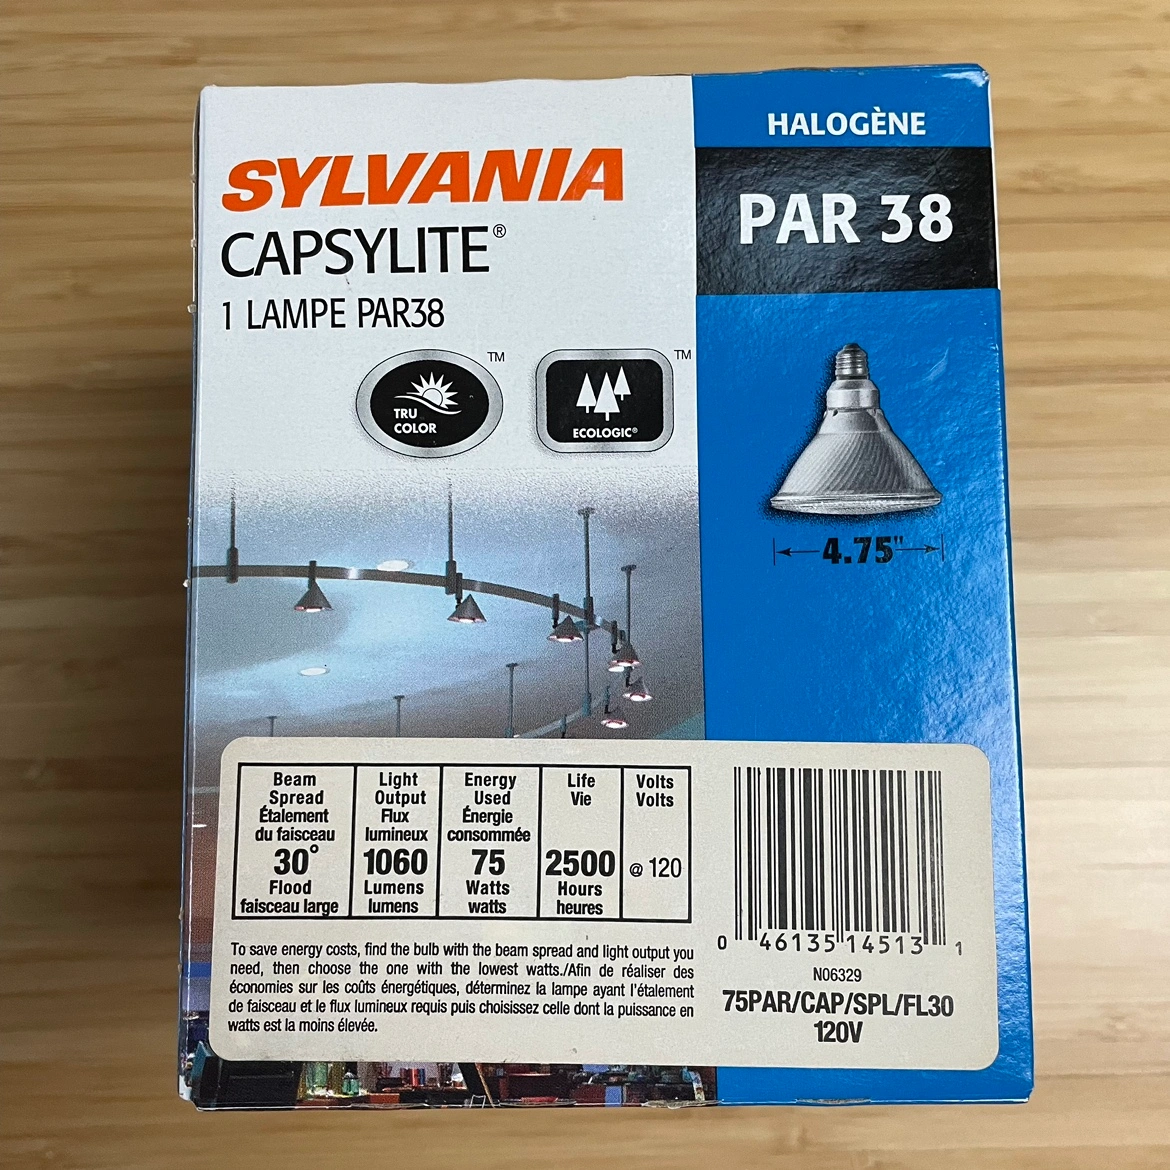 SYLVANIA
CAPSYLITE®
1 LAMPE PAR38
TRU
COLOR
TM
ECOLOGIC®
TM
HALOGÈNE
PAR 38
4.75"
Beam
Spread
Étalement
du faisceau
30°
Flood
faisceau large
Light
Output
Flux
lumineux
1060
Lumens
lumens
Energy
Used
Énergie
consommée
75
Watts
watts
Life
Vie
2500
Hours
heures
Volts
Volts
@ 120
To save energy costs, find the bulb with the beam spread and light output you
need, then choose the one with the lowest watts./Afin de réaliser des
économies sur les coûts énergétiques, déterminez la lampe ayant l'étalement
de faisceau et le flux lumineux requis puis choisissez celle dont la puissance en
watts est la moins élevée.
0 46135 14513 1
N06329
75PAR/CAP/SPL/FL30
120V